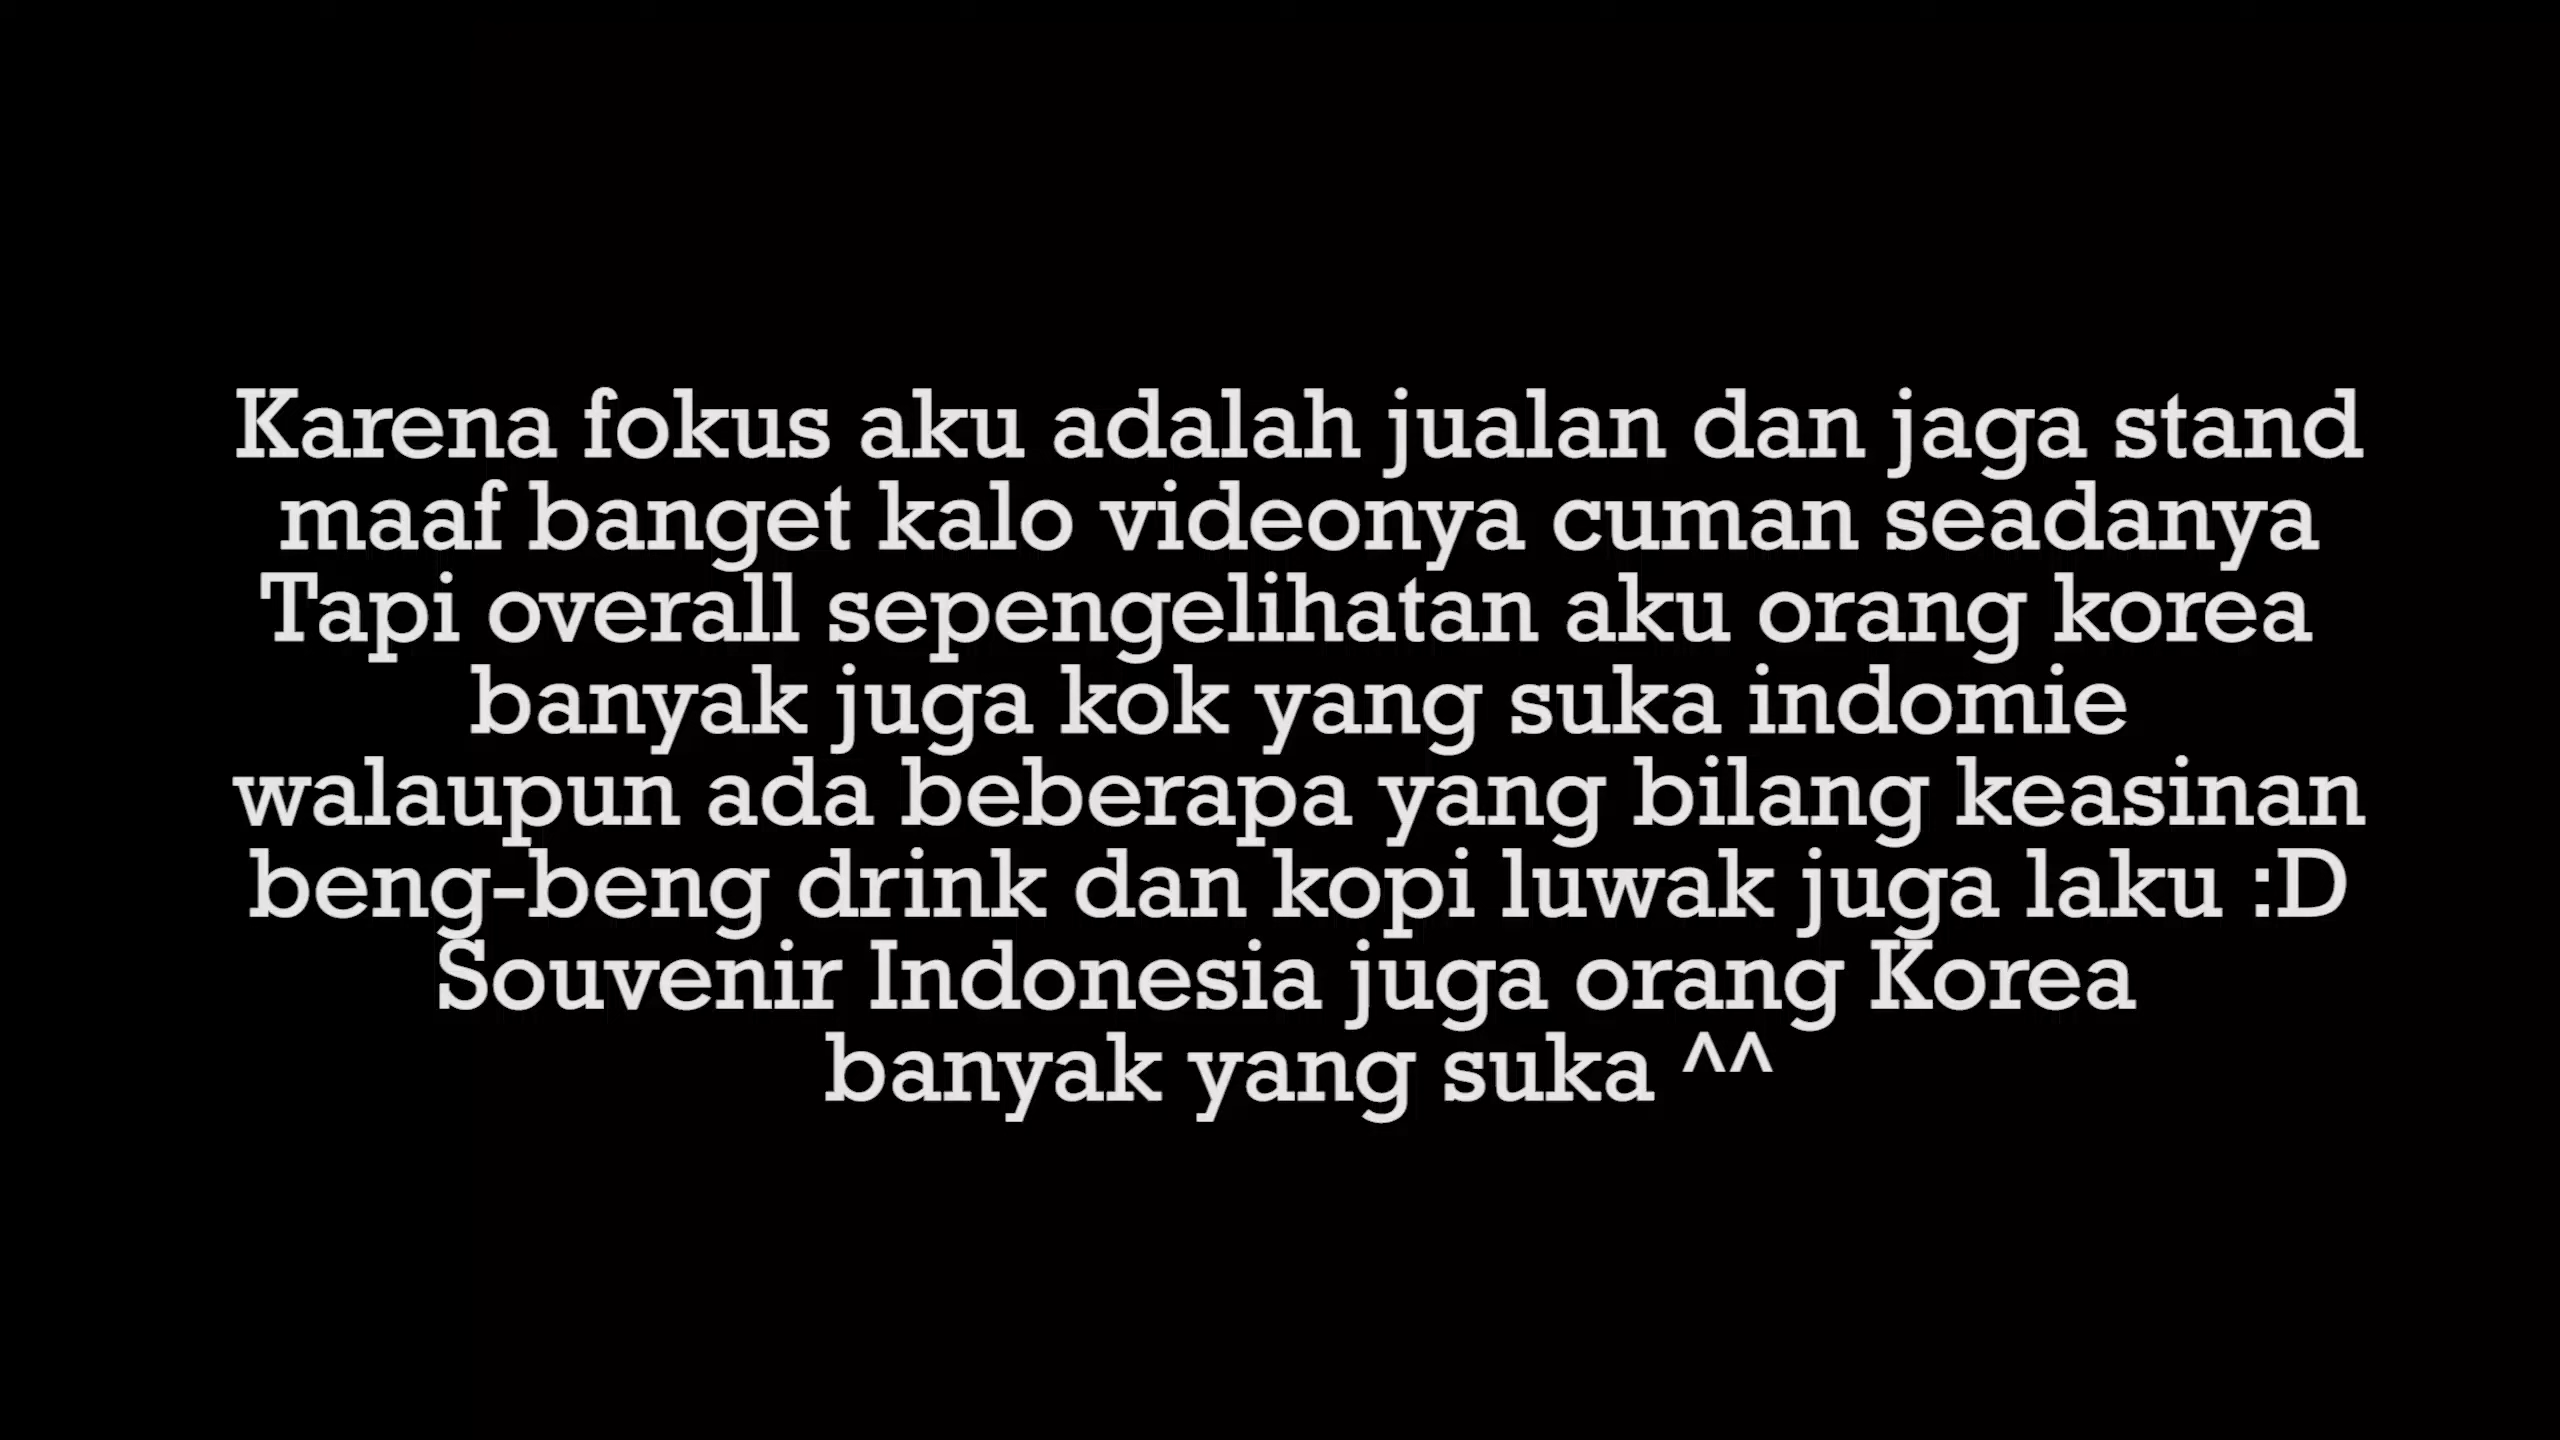 Karena fokus aku adalah jualan dan jaga stand
maaf banget kalo videonya cuman seadanya
Tapi overall sepengelihatan aku orang korea
banyak juga kok yang suka indomie
walaupun ada beberapa yang bilang keasinan
beng-beng drink dan kopi luwak juga laku :D
Souvenir Indonesia juga orang Korea
banyak yang suka ^^